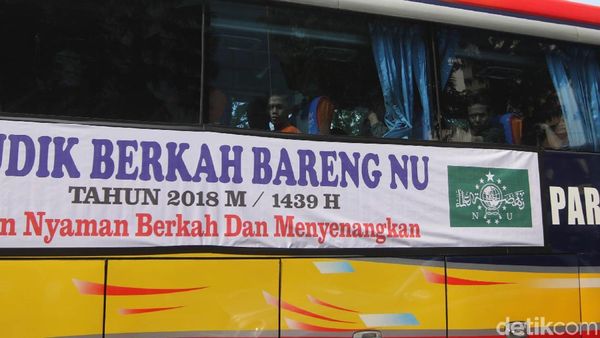 UDIK BERKAH BARENG NU
TAHUN 2018 M / 1439 H
n Nyaman Berkah Dan Menyenangkan
N U
PAR
detikcom